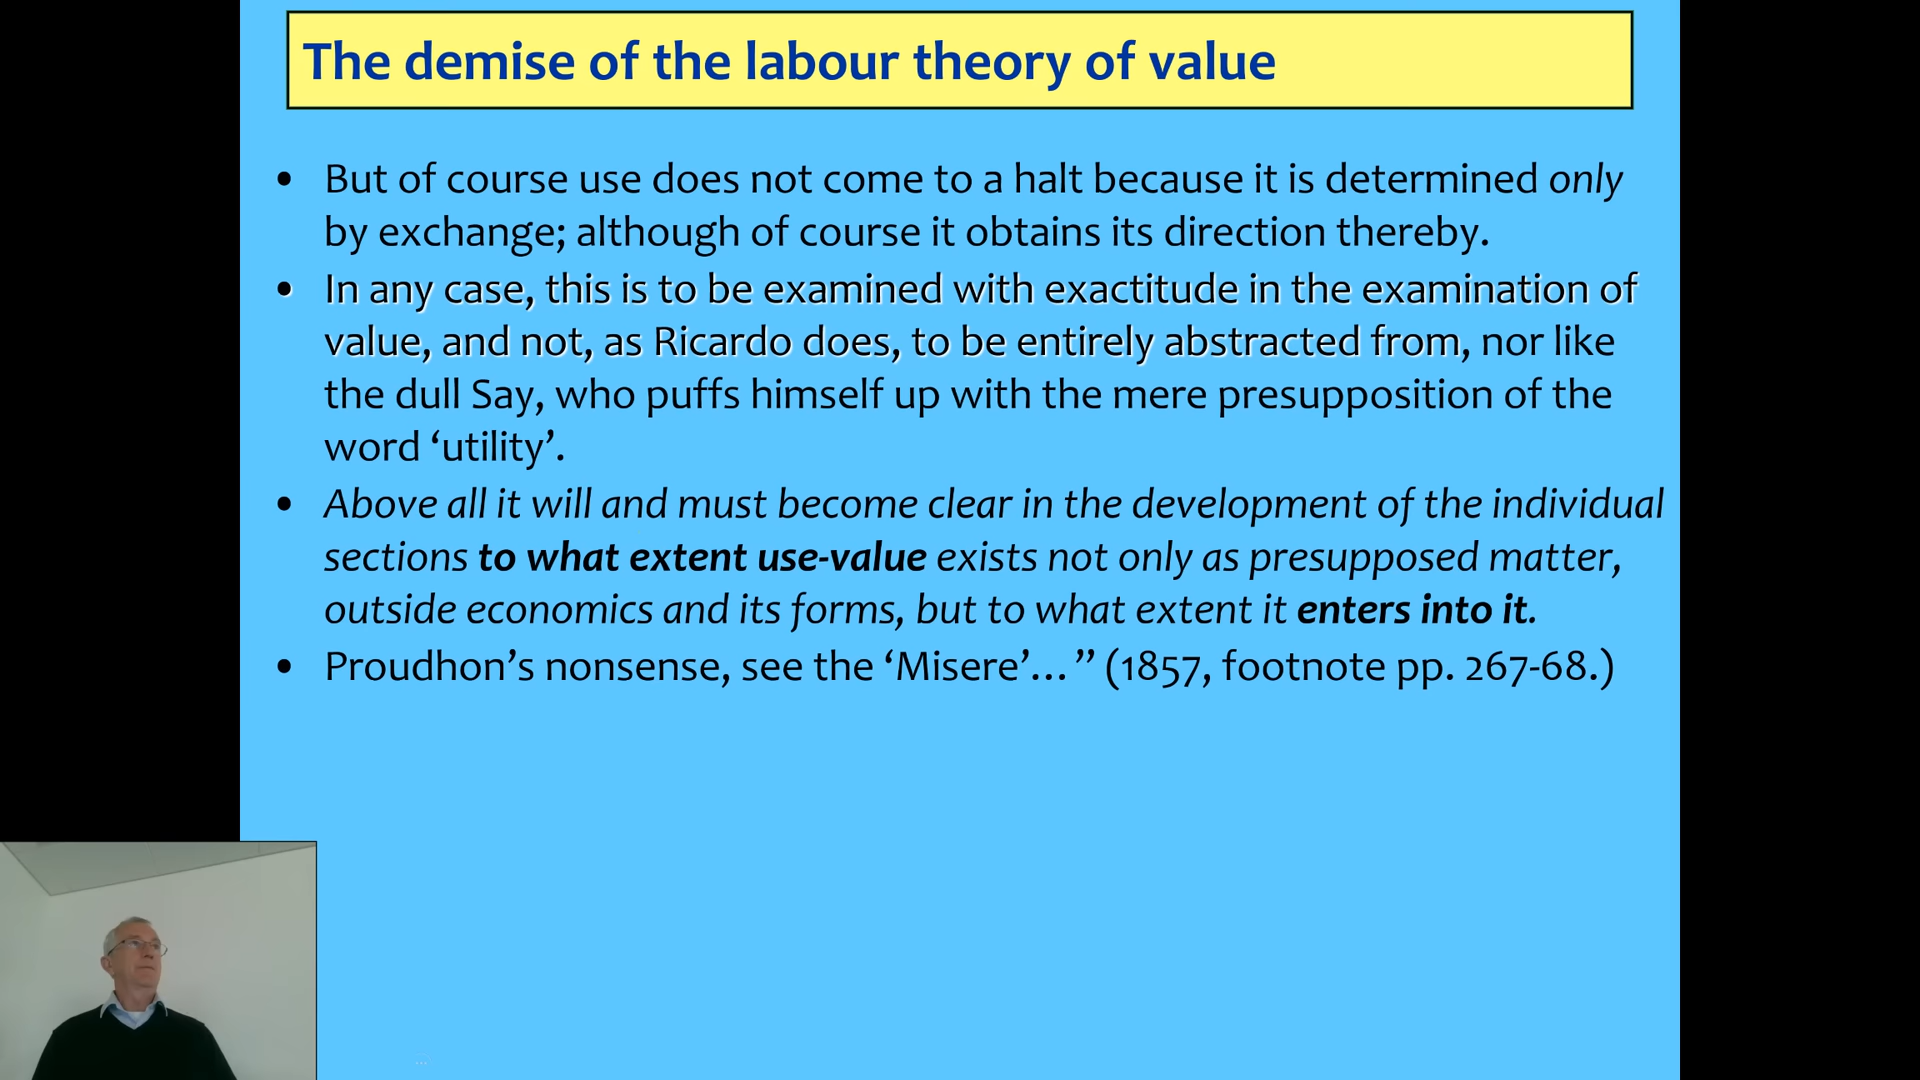 The demise of the labour theory of value
• But of course use does not come to a halt because it is determined only
by exchange; although of course it obtains its direction thereby.
• In any case, this is to be examined with exactitude in the examination of
value, and not, as Ricardo does, to be entirely abstracted from, nor like
the dull Say, who puffs himself up with the mere presupposition of the
word ‘utility’.
• Above all it will and must become clear in the development of the individual
sections to what extent use-value exists not only as presupposed matter,
outside economics and its forms, but to what extent it enters into it.
• Proudhon’s nonsense, see the ‘Misere’…” (1857, footnote pp. 267-68.)
...